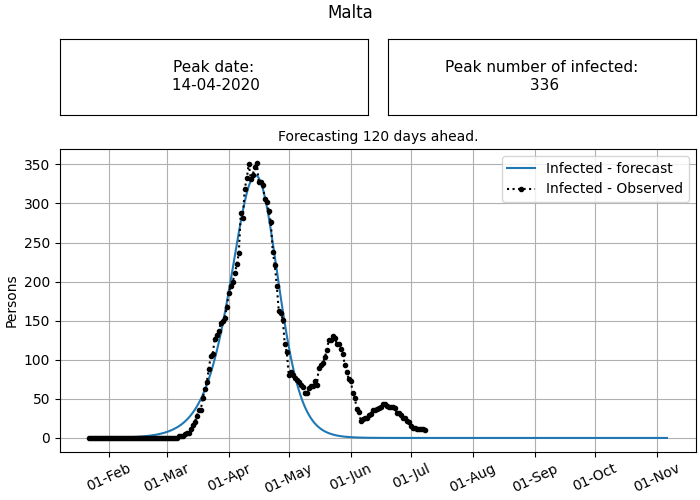 Malta
Peak date:
14-04-2020
Peak number of infected:
336
Forecasting 120 days ahead.
Infected - forecast
Infected - Observed
Persons
350
300
250
200
150
100
50
0
01-Feb
01-Mar
01-Apr
01-May
01-Jun
01-Jul
01-Aug
01-Sep
01-Oct
01-Nov